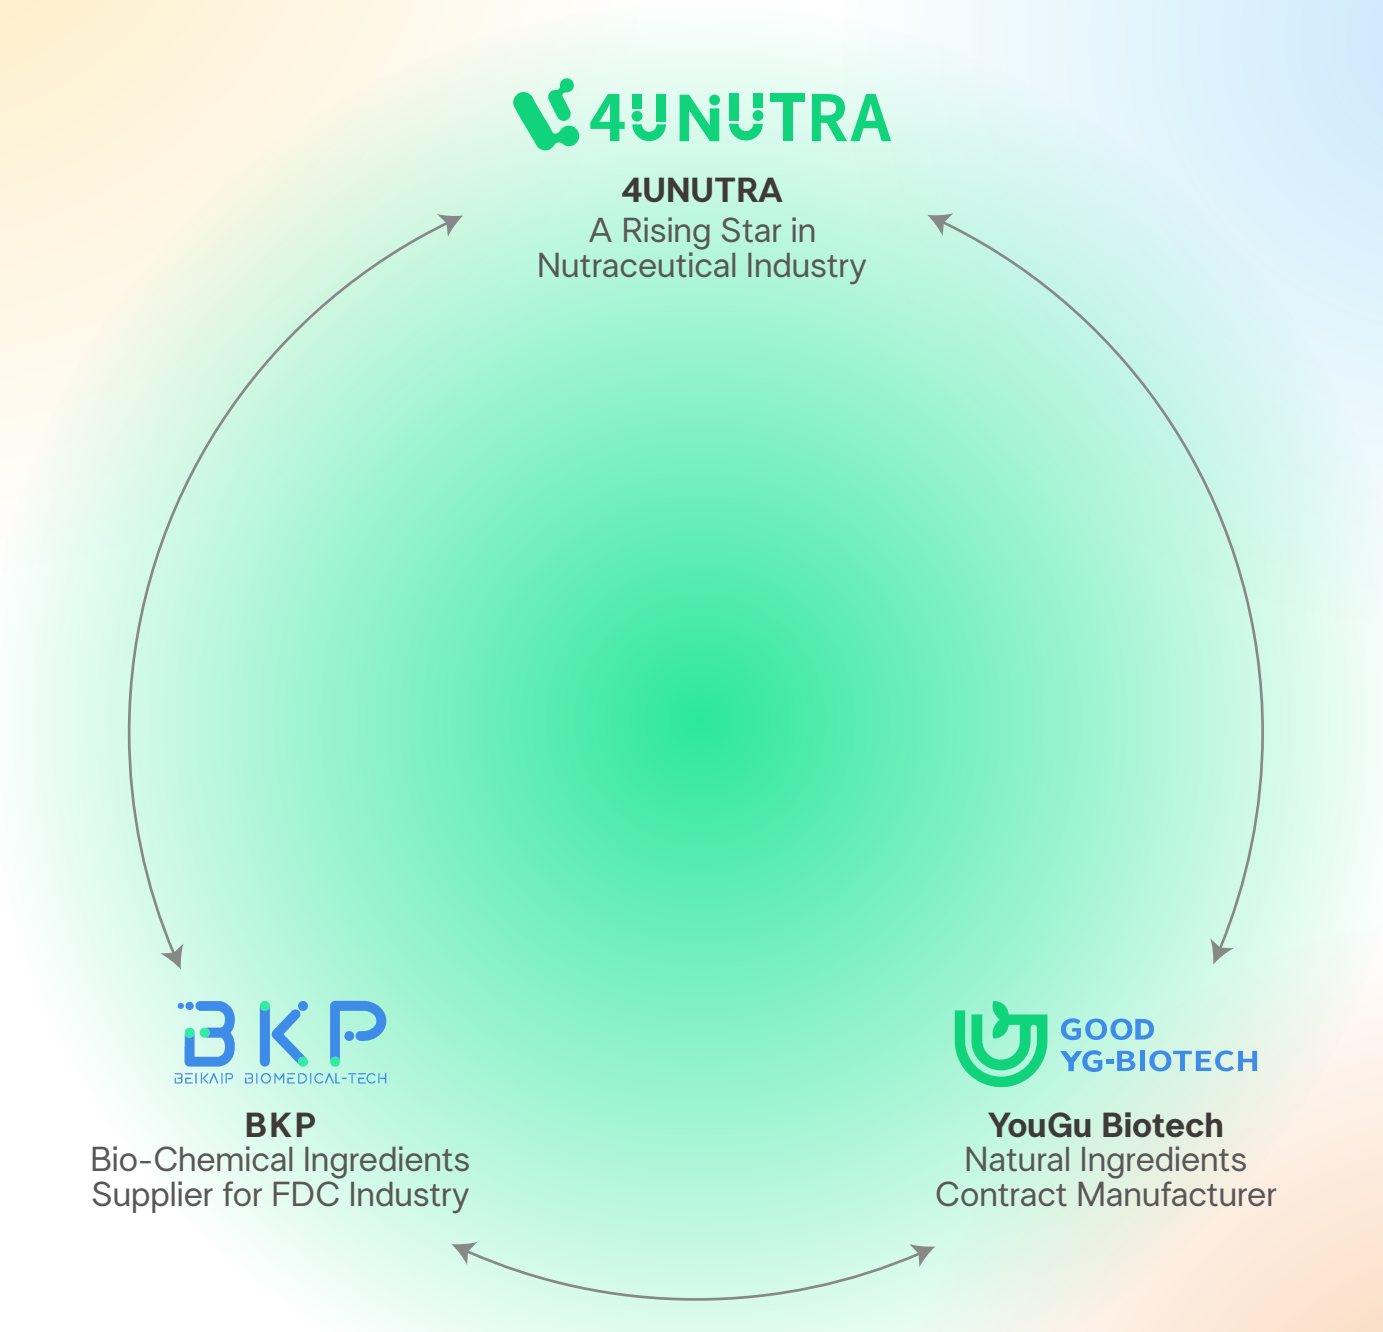 4UNUTRA
4UNUTRA
A Rising Star in
Nutraceutical Industry
BKP
BEIKAIP BIOMEDICAL-TECH
BKP
Bio-Chemical Ingredients
Supplier for FDC Industry
GOOD
YG-BIOTECH
YouGu Biotech
Natural Ingredients
Contract Manufacturer